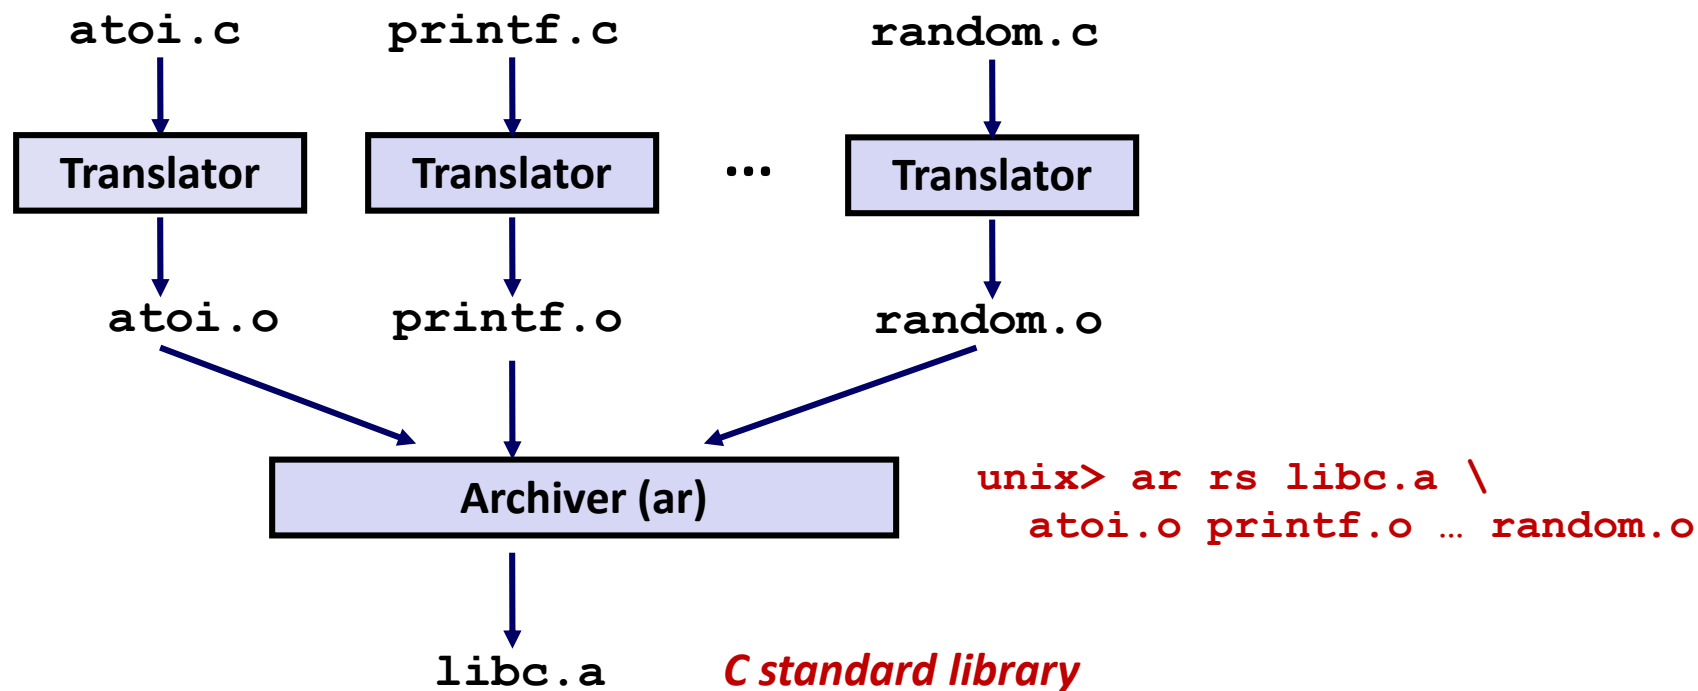 atoi.c printf.c random.c
Translator Translator ... Translator
atoi.o printf.o random.o
Archiver (ar)
unix> ar rs libc.a \
atoi.o printf.o … random.o
libc.a C standard library